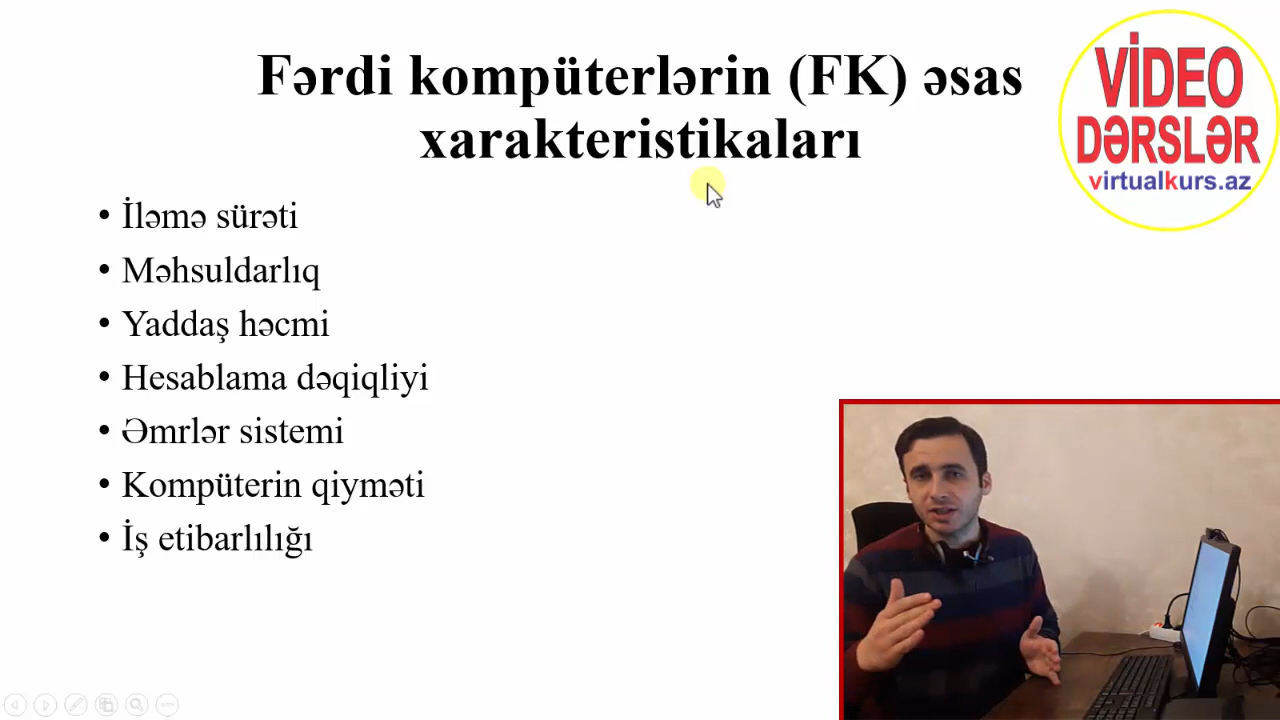 Fərdi kompüterlərin (FK) əsas
xarakteristikaları
VİDEO
DƏRSLƏR
virtualkurs.az
• İləmə sürəti
• Məhsuldarlıq
• Yaddaş həcmi
• Hesablama dəqiqliyi
• Əmrlər sistemi
• Kompüterin qiyməti
• İş etibarlılığı